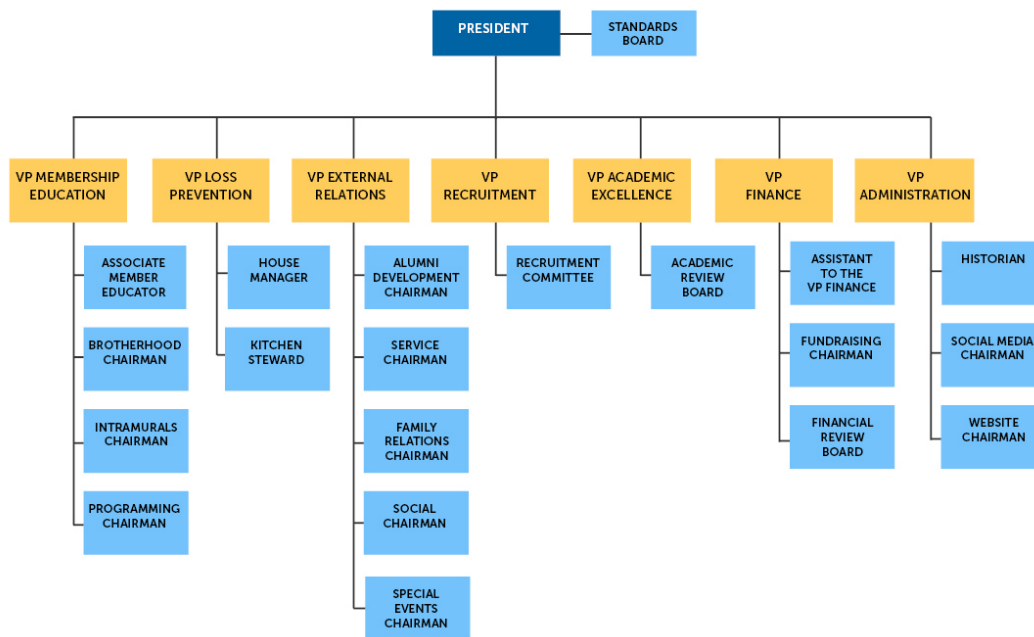 PRESIDENT
STANDARDS
BOARD
VP MEMBERSHIP
EDUCATION
VP LOSS
PREVENTION
VP EXTERNAL
RELATIONS
VP
RECRUITMENT
VP ACADEMIC
EXCELLENCE
VP
FINANCE
VP
ADMINISTRATION
ASSOCIATE
MEMBER
EDUCATOR
BROTHERHOOD
CHAIRMAN
INTRAMURALS
CHAIRMAN
PROGRAMMING
CHAIRMAN
HOUSE
MANAGER
KITCHEN
STEWARD
ALUMNI
DEVELOPMENT
CHAIRMAN
SERVICE
CHAIRMAN
FAMILY
RELATIONS
CHAIRMAN
SOCIAL
CHAIRMAN
SPECIAL
EVENTS
CHAIRMAN
RECRUITMENT
COMMITTEE
ACADEMIC
REVIEW
BOARD
ASSISTANT
TO THE
VP FINANCE
FUNDRAISING
CHAIRMAN
FINANCIAL
REVIEW
BOARD
HISTORIAN
SOCIAL MEDIA
CHAIRMAN
WEBSITE
CHAIRMAN